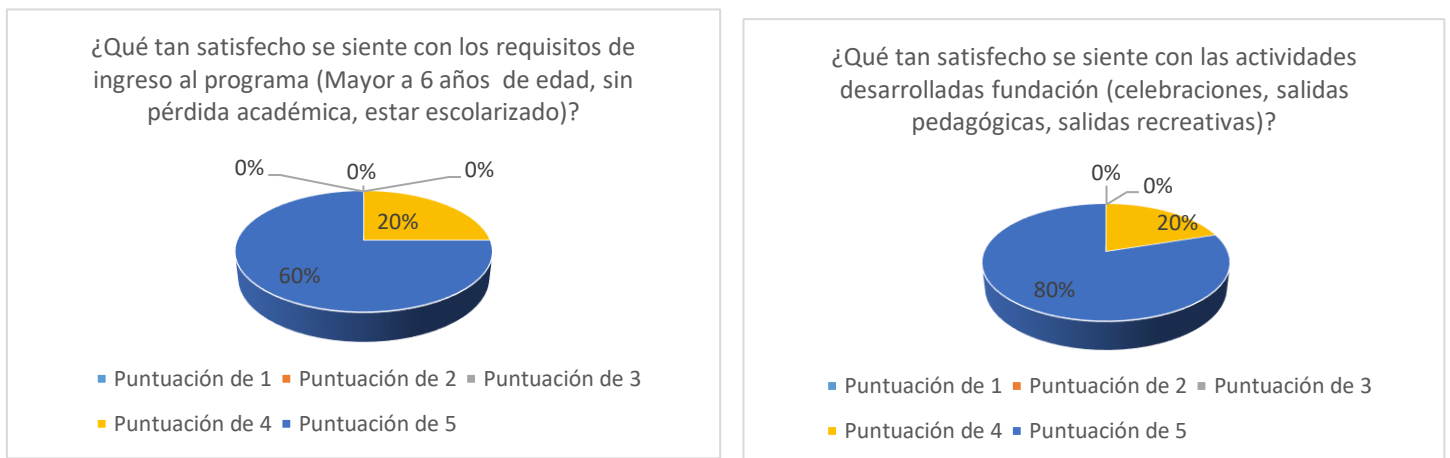 ¿Qué tan satisfecho se siente con los requisitos de
ingreso al programa (Mayor a 6 años de edad, sin
pérdida académica, estar escolarizado)?
0%
0%
0%
20%
60%
Puntuación de 1
Puntuación de 2
Puntuación de 3
Puntuación de 4
Puntuación de 5
¿Qué tan satisfecho se siente con las actividades
desarrolladas fundación (celebraciones, salidas
pedagógicas, salidas recreativas)?
0%
0%
20%
80%
Puntuación de 1
Puntuación de 2
Puntuación de 3
Puntuación de 4
Puntuación de 5